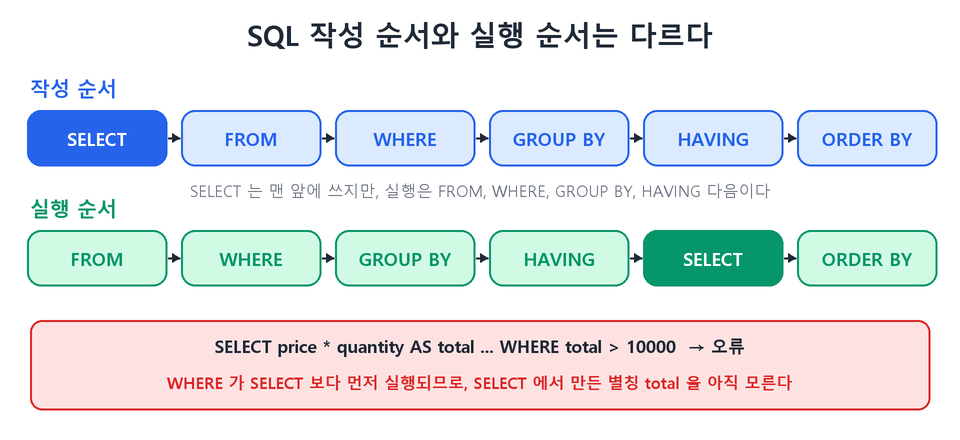 SQL 작성 순서와 실행 순서는 다르다
작성 순서
SELECT FROM WHERE GROUP BY HAVING ORDER BY
SELECT 는 맨 앞에 쓰지만, 실행은 FROM, WHERE, GROUP BY, HAVING 다음이다
실행 순서
FROM WHERE GROUP BY HAVING SELECT ORDER BY
SELECT price * quantity AS total ... WHERE total > 10000 → 오류
WHERE 가 SELECT 보다 먼저 실행되므로, SELECT 에서 만든 별칭 total 을 아직 모른다